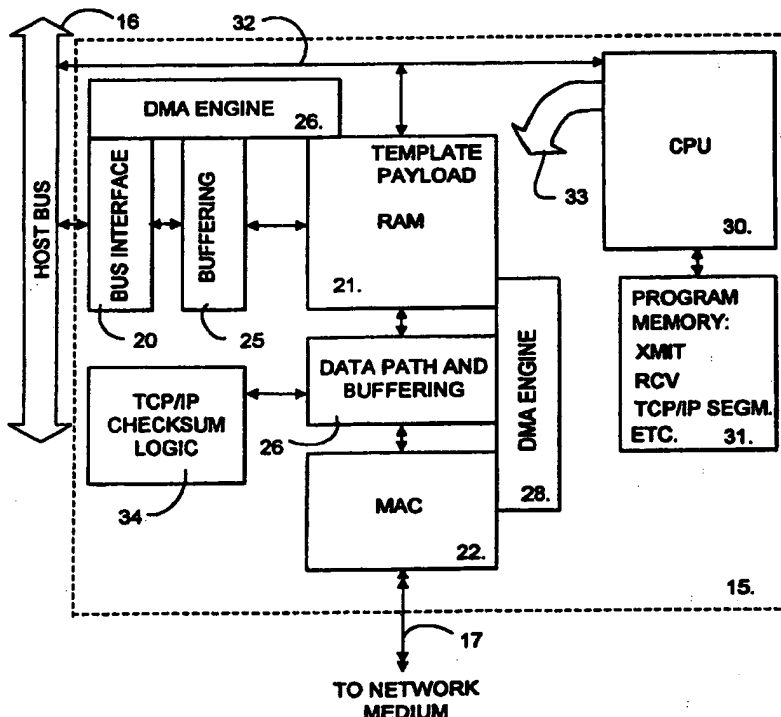 16
32
HOST BUS
DMA ENGINE
26.
BUS INTERFACE
BUFFERING
20
25
TEMPLATE
PAYLOAD
RAM
21.
33
CPU
30.
PROGRAM
MEMORY:
XMIT
RCV
TCP/IP SEGM.
ETC.
31.
DATA PATH AND
BUFFERING
26
DMA ENGINE
28.
TCP/IP
CHECKSUM
LOGIC
34
MAC
22.
15.
17
TO NETWORK
MEDIUM